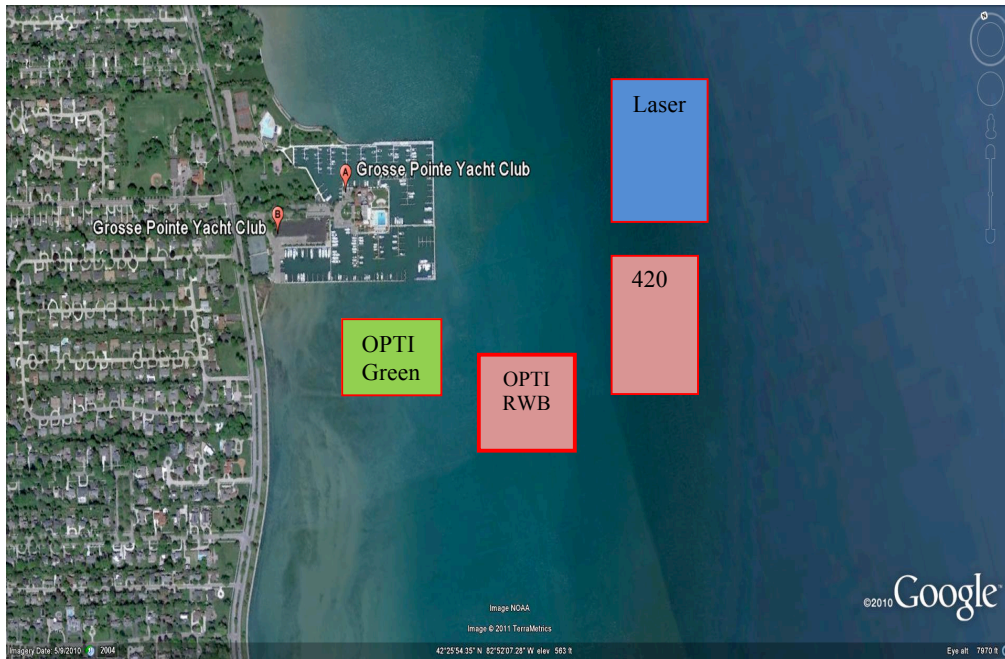 N
Laser
A
Grosse Pointe Yacht Club
B
Grosse Pointe Yacht Club
420
OPTI
Green
OPTI
RWB
©2010 Google™
Image NOAA
Image © 2011 TerraMetrics
Imagery Date: 5/9/2010 2004
42°25'54.35" N 82°52'07.28" W elev 563 ft
Eye alt 7970 ft